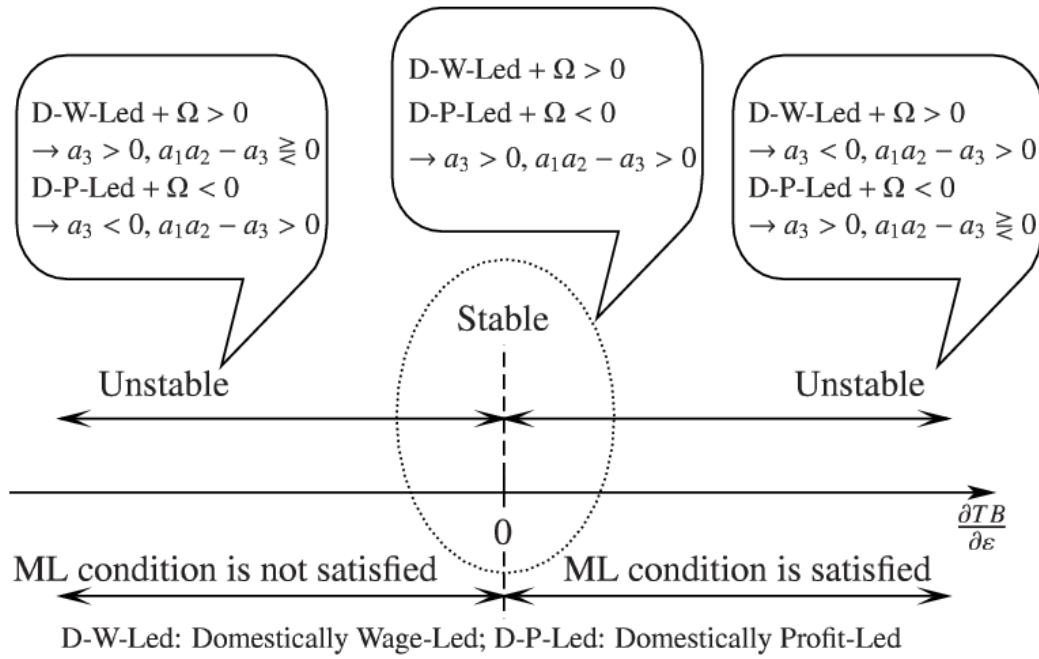 D-W-Led + Ω > 0
→ a₃ > 0, a₁a₂ − a₃ ⪌ 0
D-P-Led + Ω < 0
→ a₃ < 0, a₁a₂ − a₃ > 0
D-W-Led + Ω > 0
D-P-Led + Ω < 0
→ a₃ > 0, a₁a₂ − a₃ > 0
D-W-Led + Ω > 0
→ a₃ < 0, a₁a₂ − a₃ > 0
D-P-Led + Ω < 0
→ a₃ > 0, a₁a₂ − a₃ ⪌ 0
Stable
Unstable
Unstable
0
∂TB
∂ε
ML condition is not satisfied
ML condition is satisfied
D-W-Led: Domestically Wage-Led; D-P-Led: Domestically Profit-Led